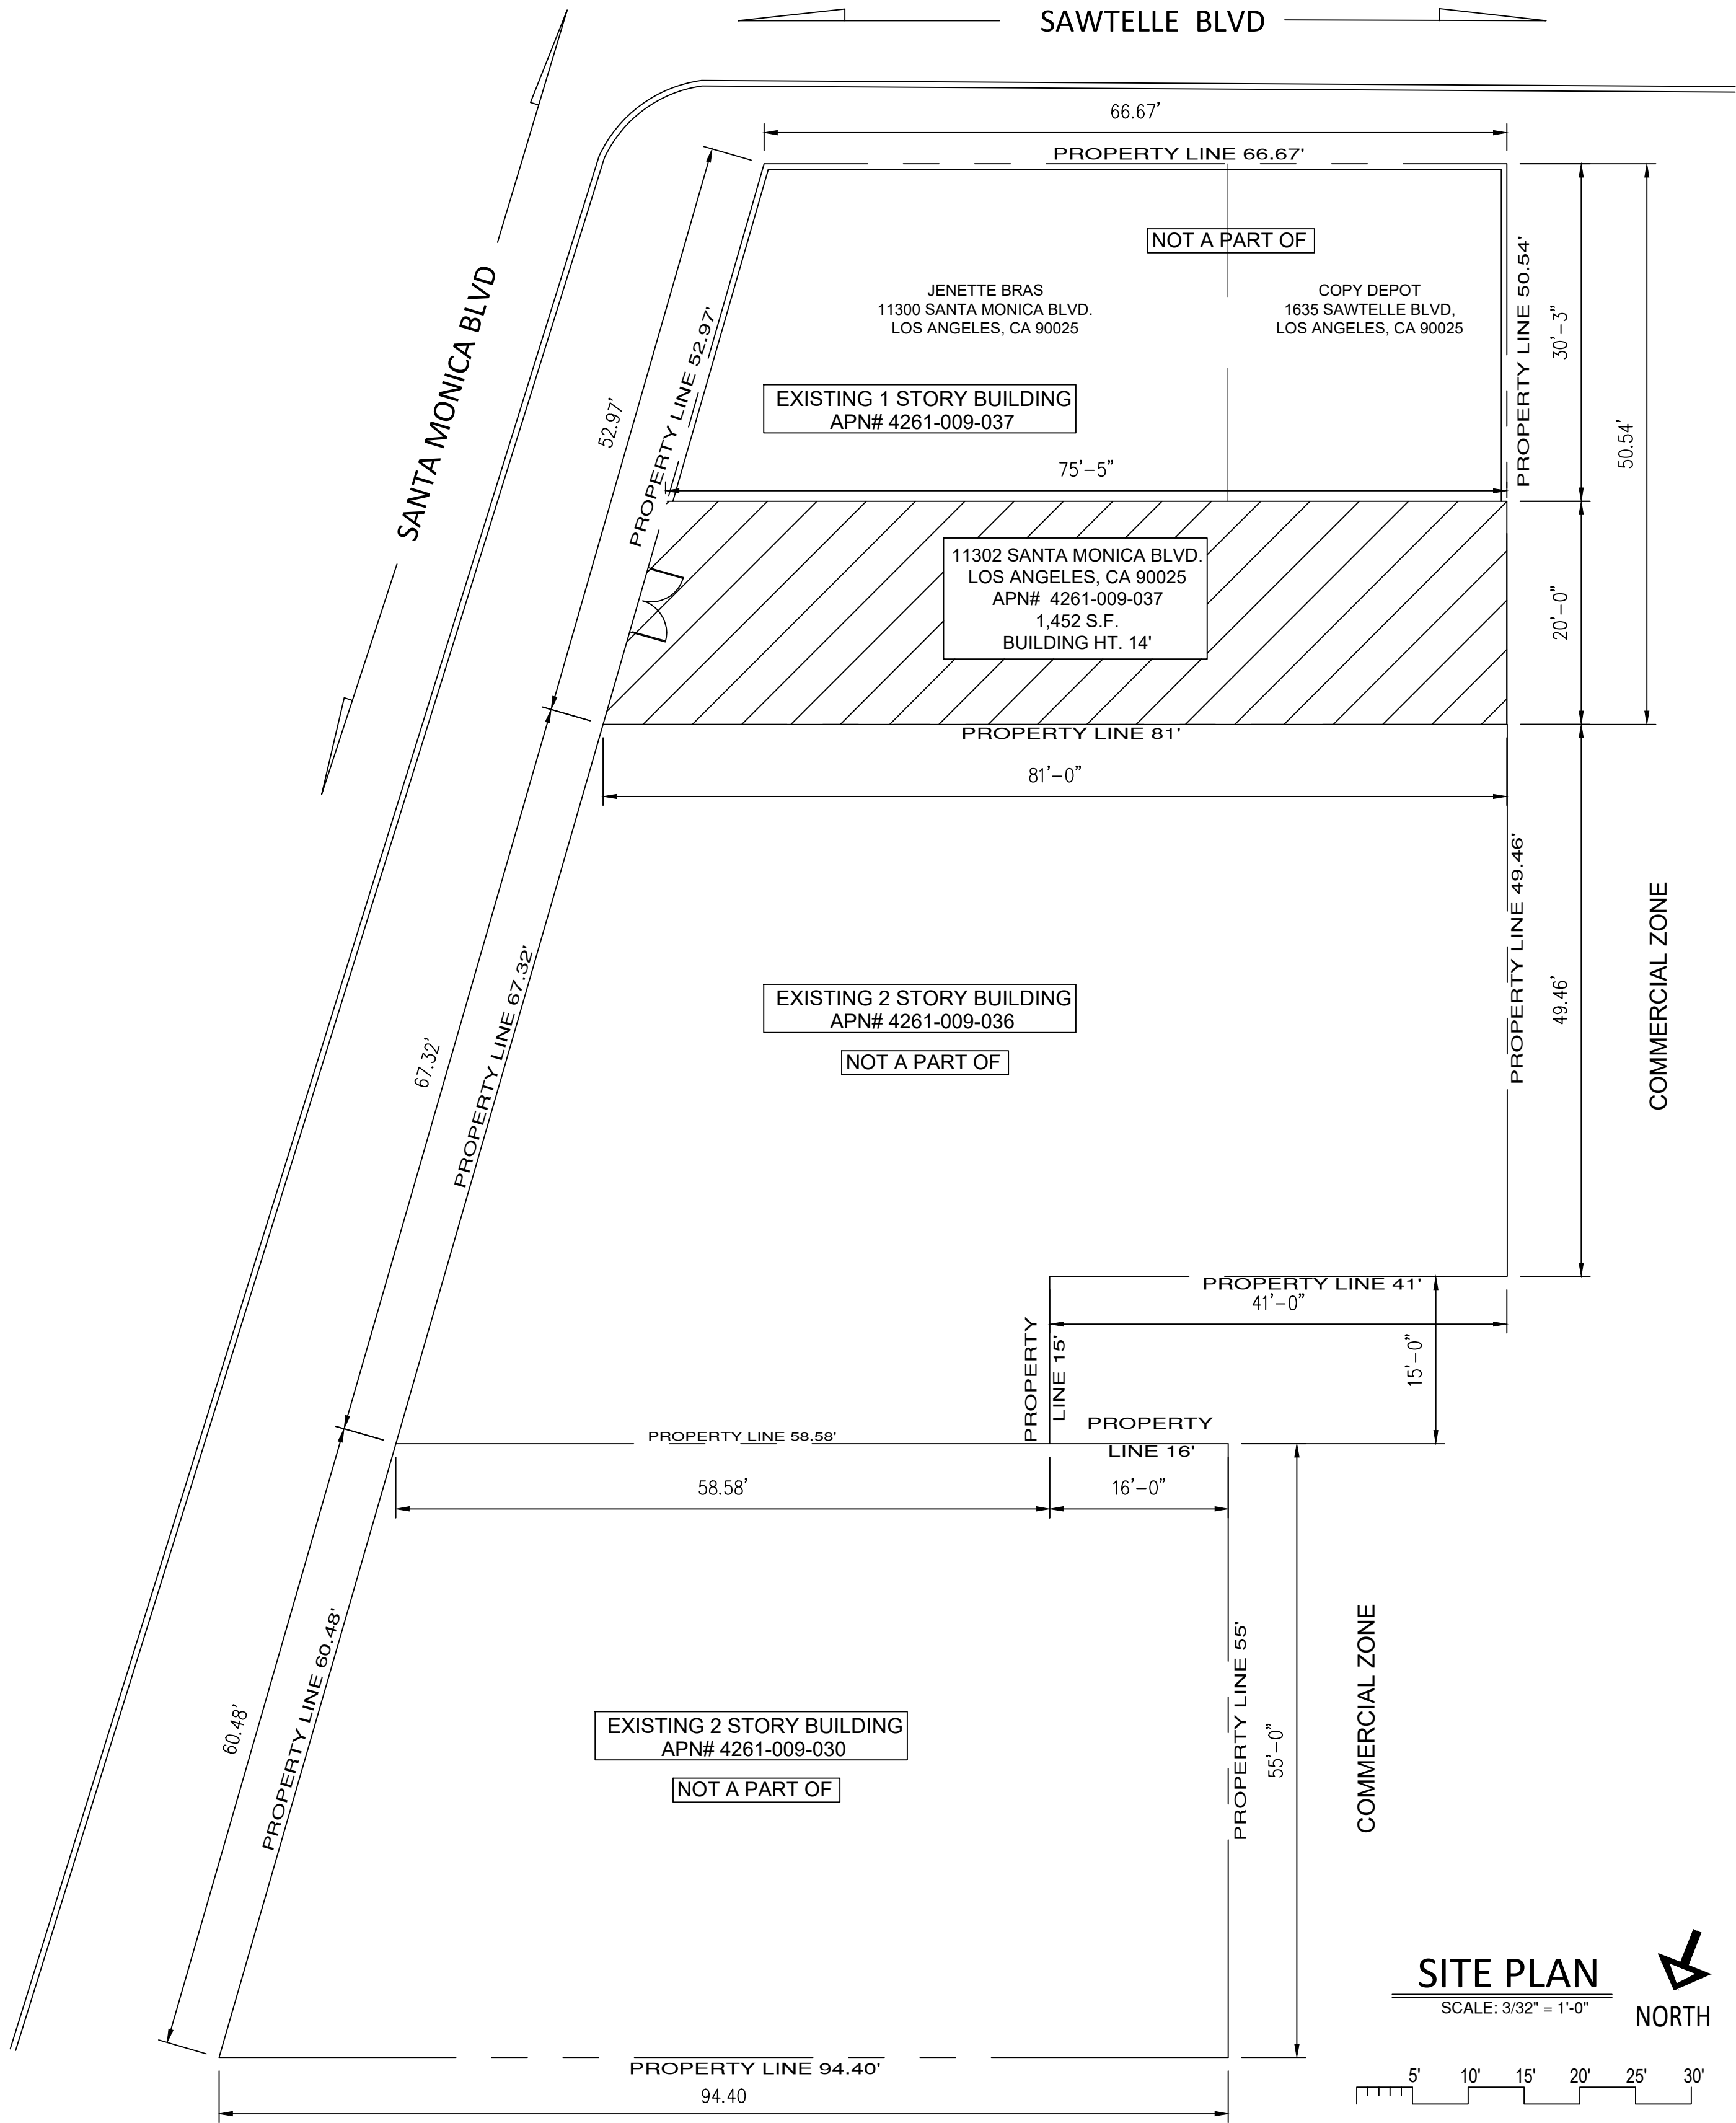 SAWTELLE BLVD
66.67'
PROPERTY LINE 66.67'
SANTA MONICA BLVD
52.97'
PROPERTY LINE 52.97'
NOT A PART OF
JENETTE BRAS
11300 SANTA MONICA BLVD.
LOS ANGELES, CA 90025
COPY DEPOT
1635 SAWTELLE BLVD,
LOS ANGELES, CA 90025
EXISTING 1 STORY BUILDING
APN# 4261-009-037
PROPERTY LINE 50.54'
30'-3"
50.54'
75'-5"
11302 SANTA MONICA BLVD.
LOS ANGELES, CA 90025
APN# 4261-009-037
1,452 S.F.
BUILDING HT. 14'
20'-0"
PROPERTY LINE 81'
81'-0"
67.32'
PROPERTY LINE 67.32'
EXISTING 2 STORY BUILDING
APN# 4261-009-036
NOT A PART OF
PROPERTY LINE 49.46'
49.46'
COMMERCIAL ZONE
PROPERTY LINE 41'
41'-0"
15'-0"
PROPERTY
LINE 15'
PROPERTY
LINE 16'
PROPERTY LINE 58.58'
58.58'
16'-0"
60.48'
PROPERTY LINE 60.48'
EXISTING 2 STORY BUILDING
APN# 4261-009-030
NOT A PART OF
PROPERTY LINE 55'
55'-0"
COMMERCIAL ZONE
PROPERTY LINE 94.40'
94.40
SITE PLAN
SCALE: 3/32" = 1'-0"
NORTH
5' 10' 15' 20' 25' 30'